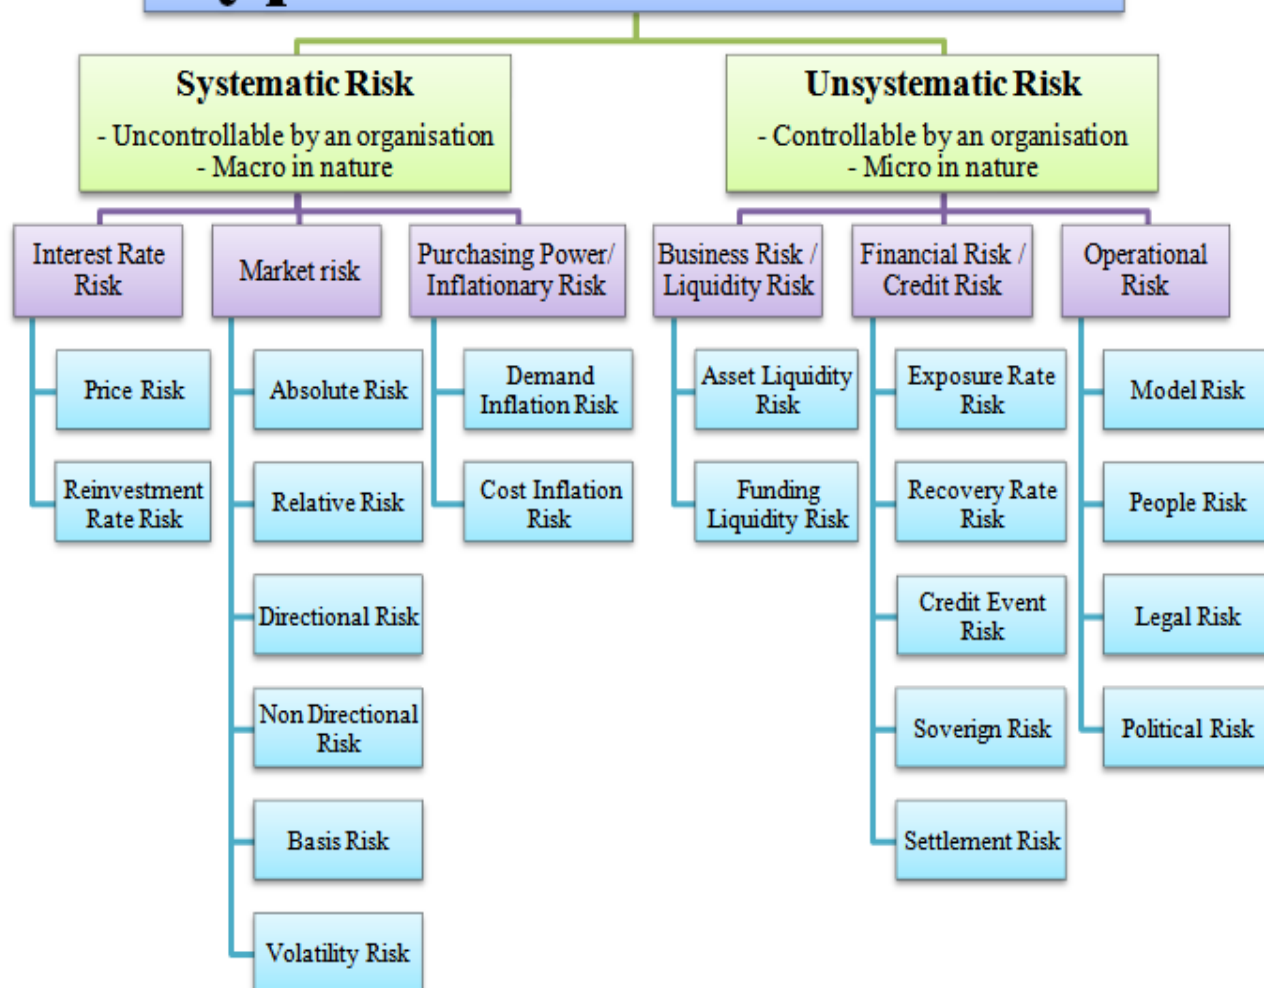 Systematic Risk
- Uncontrollable by an organisation
- Macro in nature
Unsystematic Risk
- Controllable by an organisation
- Micro in nature
Interest Rate
Risk
Market risk
Purchasing Power/
Inflationary Risk
Business Risk /
Liquidity Risk
Financial Risk /
Credit Risk
Operational
Risk
Price Risk
Reinvestment
Rate Risk
Absolute Risk
Relative Risk
Directional Risk
Non Directional
Risk
Basis Risk
Volatility Risk
Demand
Inflation Risk
Cost Inflation
Risk
Asset Liquidity
Risk
Funding
Liquidity Risk
Exposure Rate
Risk
Recovery Rate
Risk
Credit Event
Risk
Soverign Risk
Settlement Risk
Model Risk
People Risk
Legal Risk
Political Risk